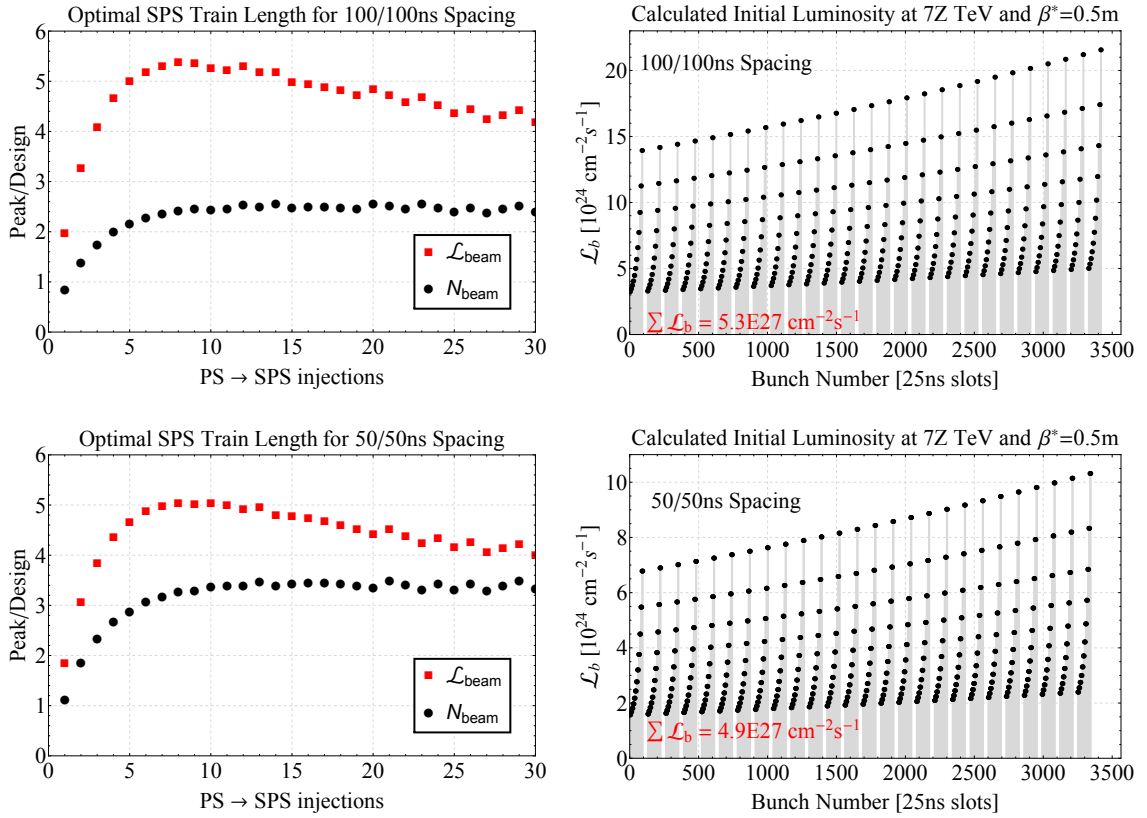 Optimal SPS Train Length for 100/100ns Spacing
6
5
4
3
2
1
0
Peak/Design
0 5 10 15 20 25 30
PS → SPS injections
ℒbeam
Nbeam
Calculated Initial Luminosity at 7Z TeV and β*=0.5m
100/100ns Spacing
20
15
10
5
0
ℒb [10²⁴ cm⁻²s⁻¹]
∑ ℒb = 5.3E27 cm⁻²s⁻¹
0 500 1000 1500 2000 2500 3000 3500
Bunch Number [25ns slots]
Optimal SPS Train Length for 50/50ns Spacing
6
5
4
3
2
1
0
Peak/Design
0 5 10 15 20 25 30
PS → SPS injections
ℒbeam
Nbeam
Calculated Initial Luminosity at 7Z TeV and β*=0.5m
50/50ns Spacing
10
8
6
4
2
0
ℒb [10²⁴ cm⁻²s⁻¹]
∑ ℒb = 4.9E27 cm⁻²s⁻¹
0 500 1000 1500 2000 2500 3000 3500
Bunch Number [25ns slots]